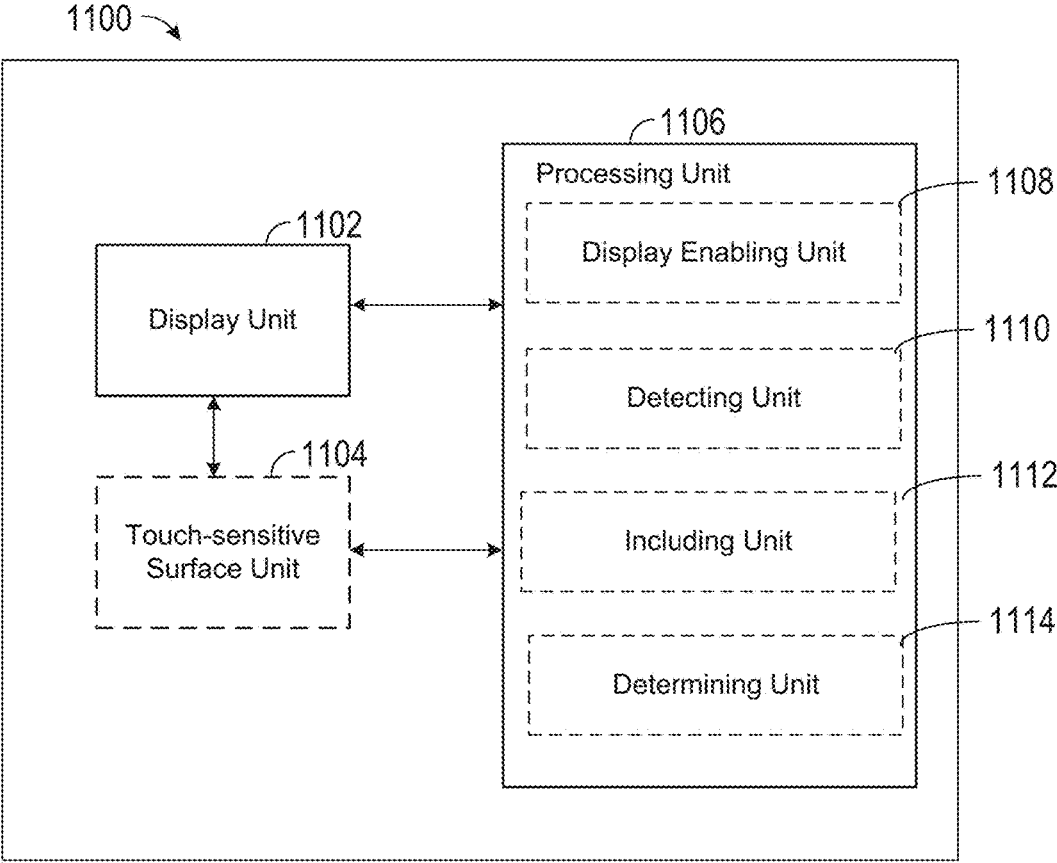 1100
1106
Processing Unit
1108
Display Enabling Unit
1102
Display Unit
1110
Detecting Unit
1104
Touch-sensitive
Surface Unit
1112
Including Unit
1114
Determining Unit